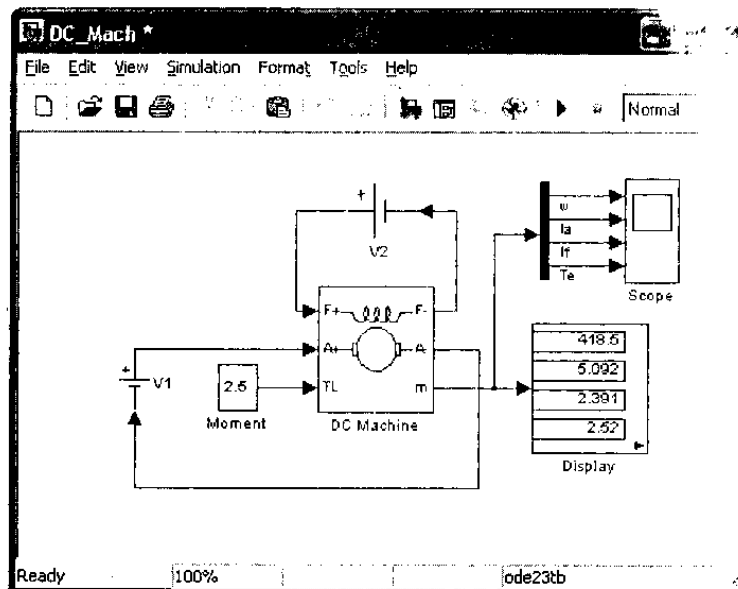 DC_Mach *
File Edit View Simulation Format Tools Help
Normal
+
V2
w
Ia
If
Te
Scope
F+ F-
A+ A-
TL m
DC Machine
+
V1
2.5
Moment
418.5
5.092
2.391
2.52
Display
Ready 100% ode23tb